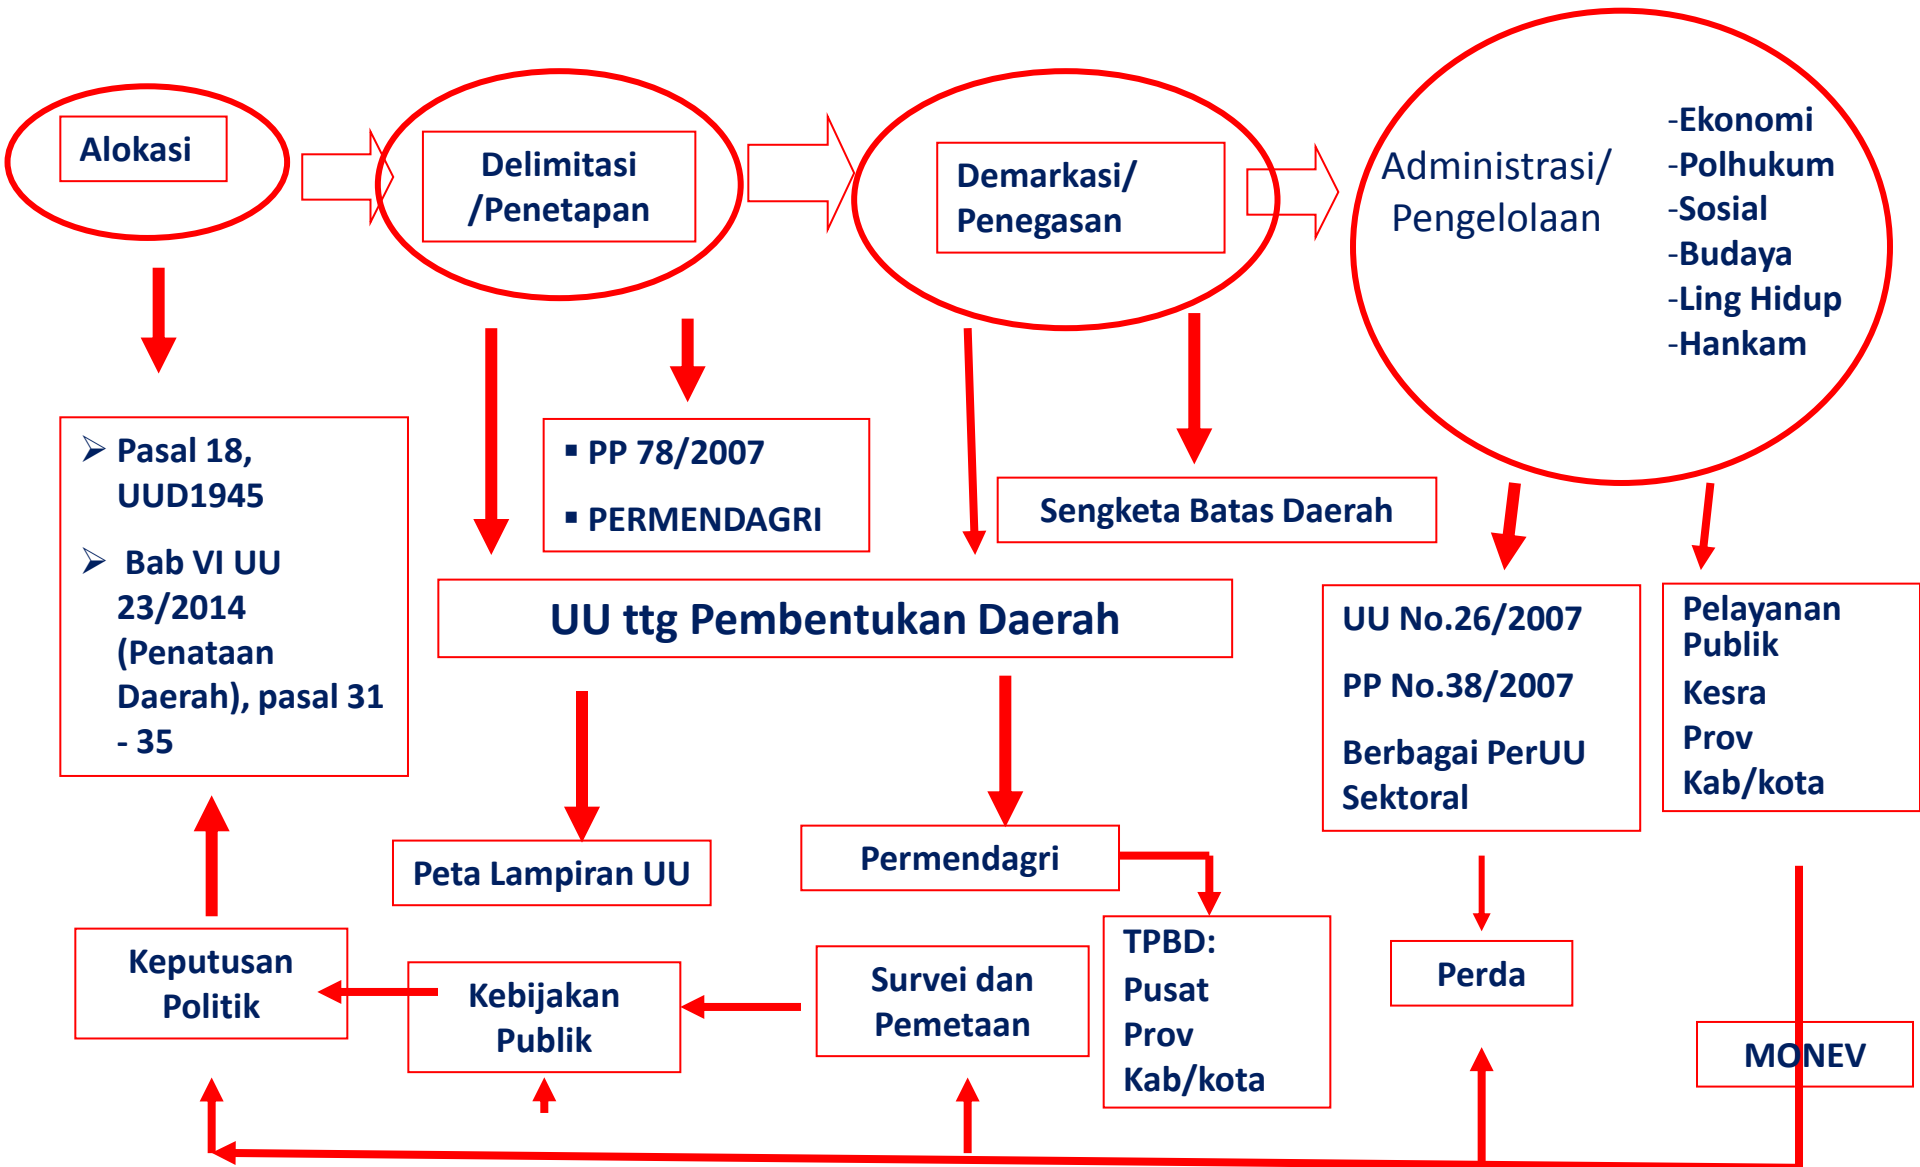 Alokasi
Delimitasi
/Penetapan
Demarkasi/
Penegasan
Administrasi/
Pengelolaan
-Ekonomi
-Polhukum
-Sosial
-Budaya
-Ling Hidup
-Hankam
➢ Pasal 18,
UUD1945
➢ Bab VI UU
23/2014
(Penataan
Daerah), pasal 31
- 35
▪ PP 78/2007
▪ PERMENDAGRI
Sengketa Batas Daerah
UU ttg Pembentukan Daerah
UU No.26/2007
PP No.38/2007
Berbagai PerUU
Sektoral
Pelayanan
Publik
Kesra
Prov
Kab/kota
Peta Lampiran UU
Permendagri
Keputusan
Politik
Kebijakan
Publik
Survei dan
Pemetaan
TPBD:
Pusat
Prov
Kab/kota
Perda
MONEV